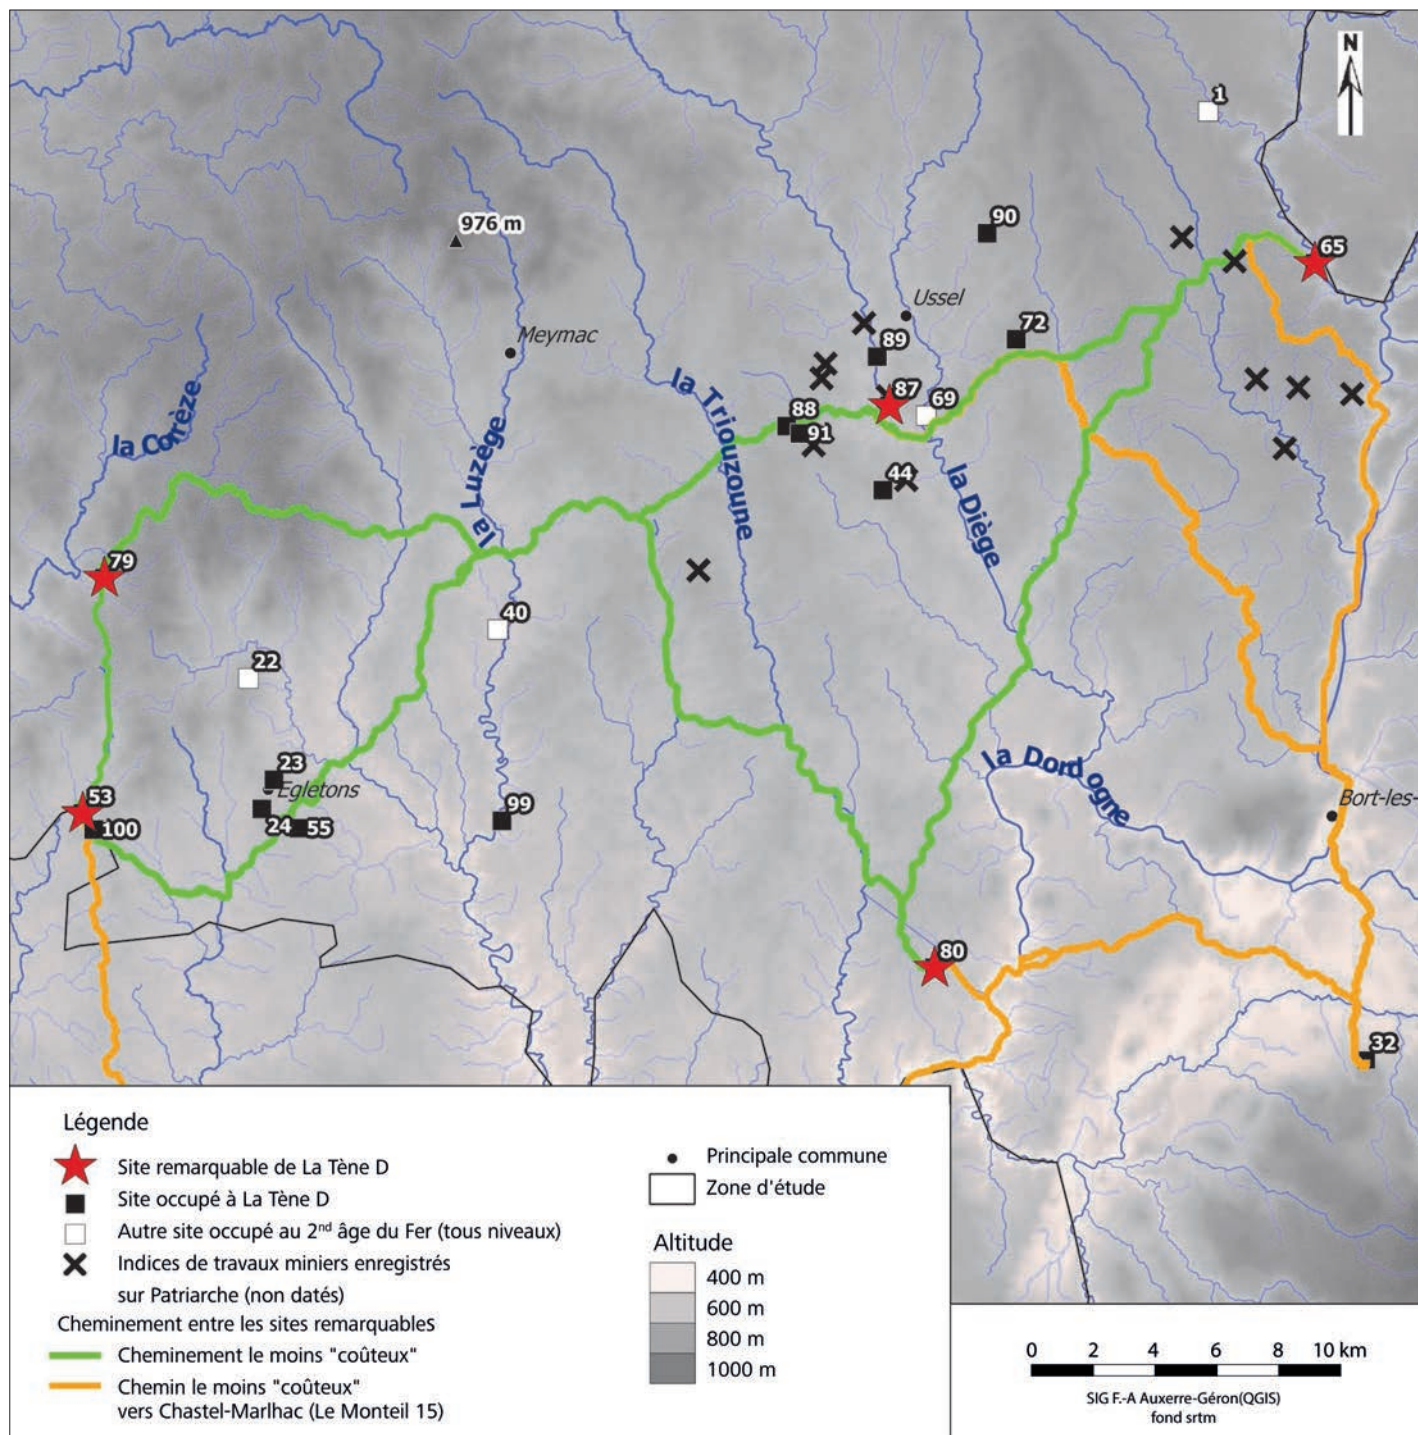 N
1
976 m
90
65
Ussel
Meymac
72
89
la Corrèze
la Triouzoune
87
69
88
91
la Luzège
44
la Diège
79
40
22
23
Egletons
la Dordogne
53
100
24
55
99
Bort-les-
80
32
Légende
Site remarquable de La Tène D
Site occupé à La Tène D
Autre site occupé au 2nd âge du Fer (tous niveaux)
Indices de travaux miniers enregistrés
sur Patriarche (non datés)
Cheminement entre les sites remarquables
Cheminement le moins "coûteux"
Chemin le moins "coûteux"
vers Chastel-Marlhac (Le Monteil 15)
Principale commune
Zone d'étude
Altitude
400 m
600 m
800 m
1000 m
0 2 4 6 8 10 km
SIG F.-A Auxerre-Géron(QGIS)
fond srtm